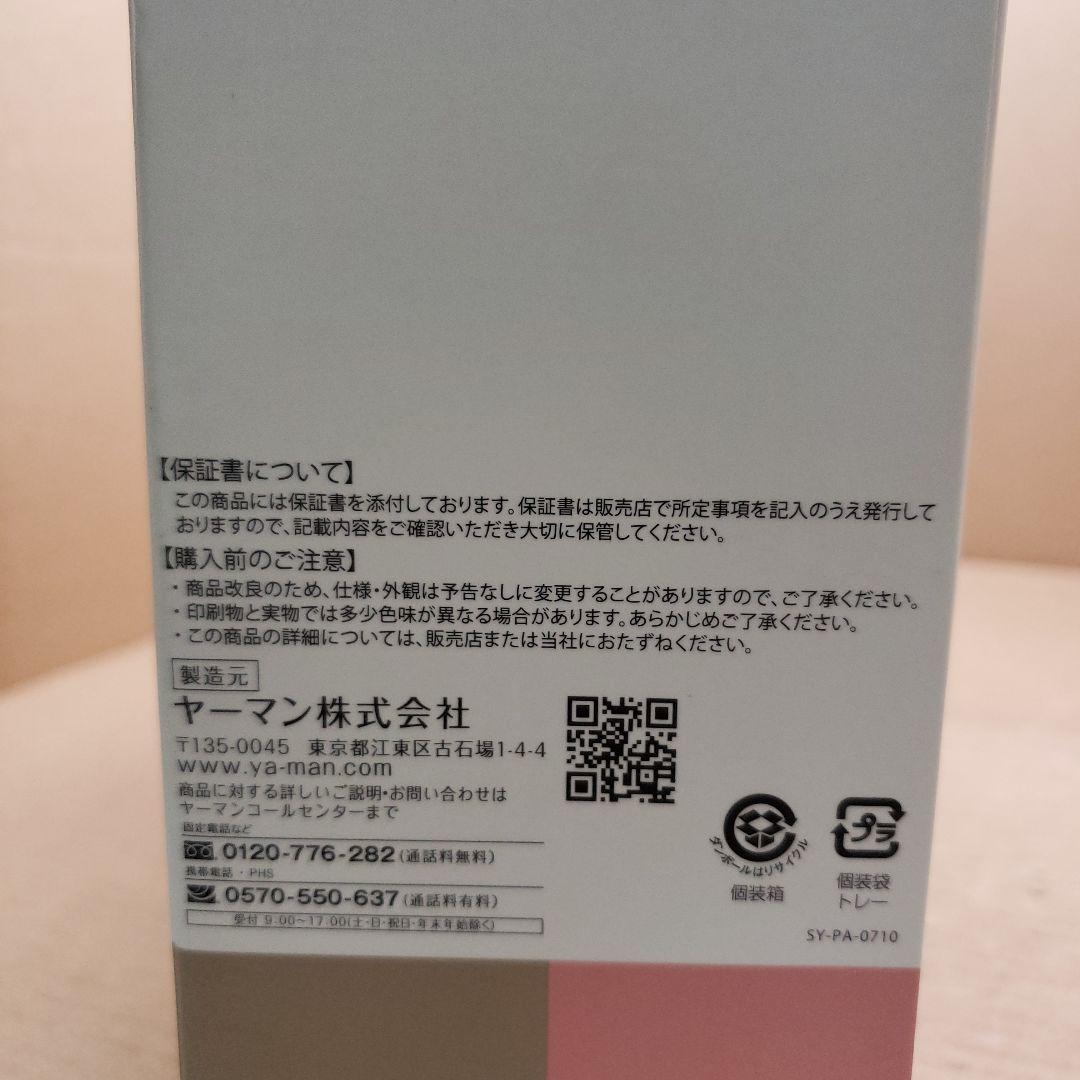 【保証書について】
この商品には保証書を添付しております。保証書は販売店で所定事項を記入のうえ発行して
おりますので、記載内容をご確認いただき大切に保管してください。
【購入前のご注意】
・商品改良のため、仕様・外観は予告なしに変更することがありますので、ご了承ください。
・印刷物と実物では多少色味が異なる場合があります。あらかじめご了承ください。
・この商品の詳細については、販売店または当社におたずねください。
製造元
ヤーマン株式会社
〒135-0045 東京都江東区古石場1-4-4
www.ya-man.com
商品に対する詳しいご説明・お問い合わせは
ヤーマンコールセンターまで
固定電話など
0120-776-282(通話料無料)
携帯電話・PHS
0570-550-637(通話料有料)
受付 9:00~17:00(土・日・祝日・年末年始除く)
ダンボールはリサイクル
個装箱
プラ
個装袋
トレー
SY-PA-0710